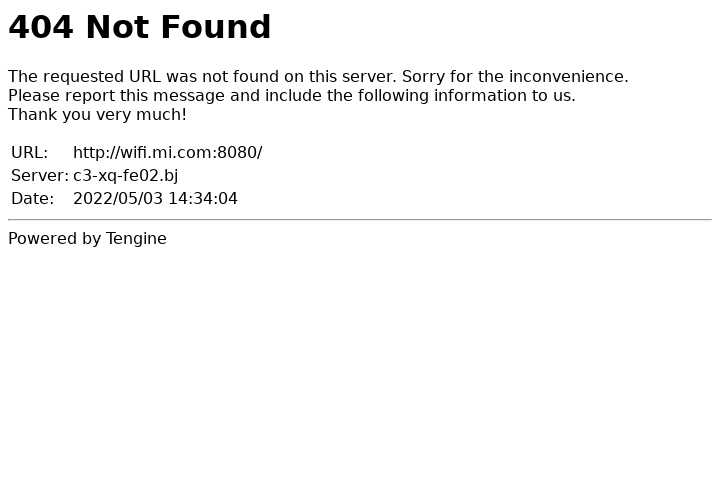 404 Not Found
The requested URL was not found on this server. Sorry for the inconvenience.
Please report this message and include the following information to us.
Thank you very much!
URL: http://wifi.mi.com:8080/
Server: c3-xq-fe02.bj
Date: 2022/05/03 14:34:04
Powered by Tengine